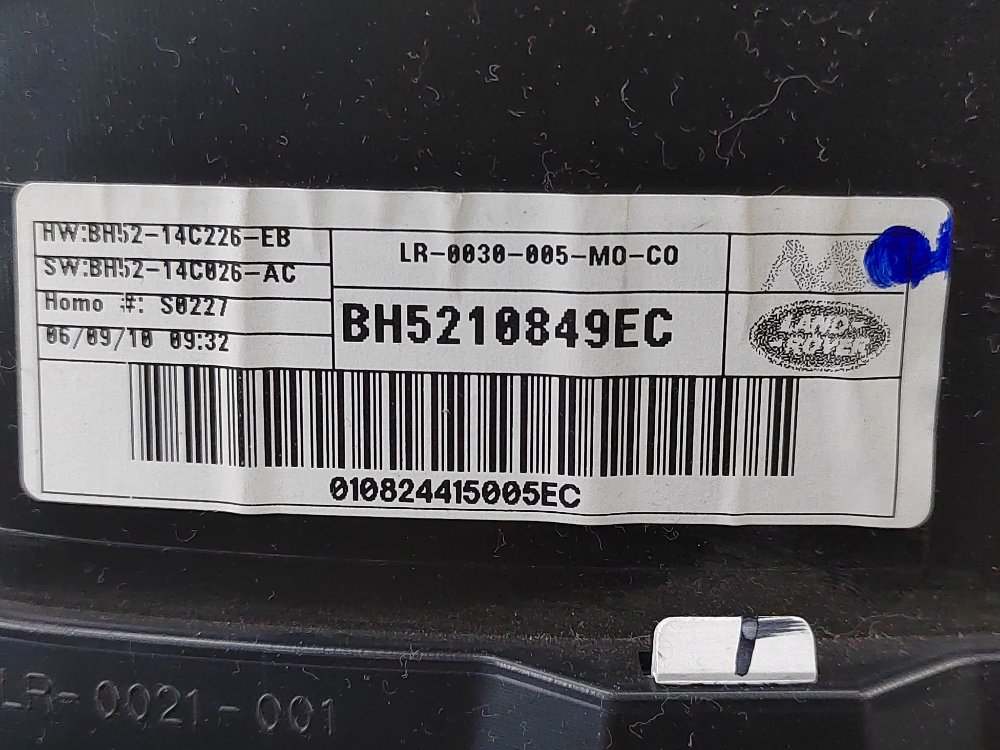 HW:BH52-14C226-EB
SW:BH52-14C026-AC
Homo #: S0227
06/09/10 09:32
LR-0030-005-MO-CO
BH5210849EC
LAND
ROVER
010824415005EC
LR-0021-001